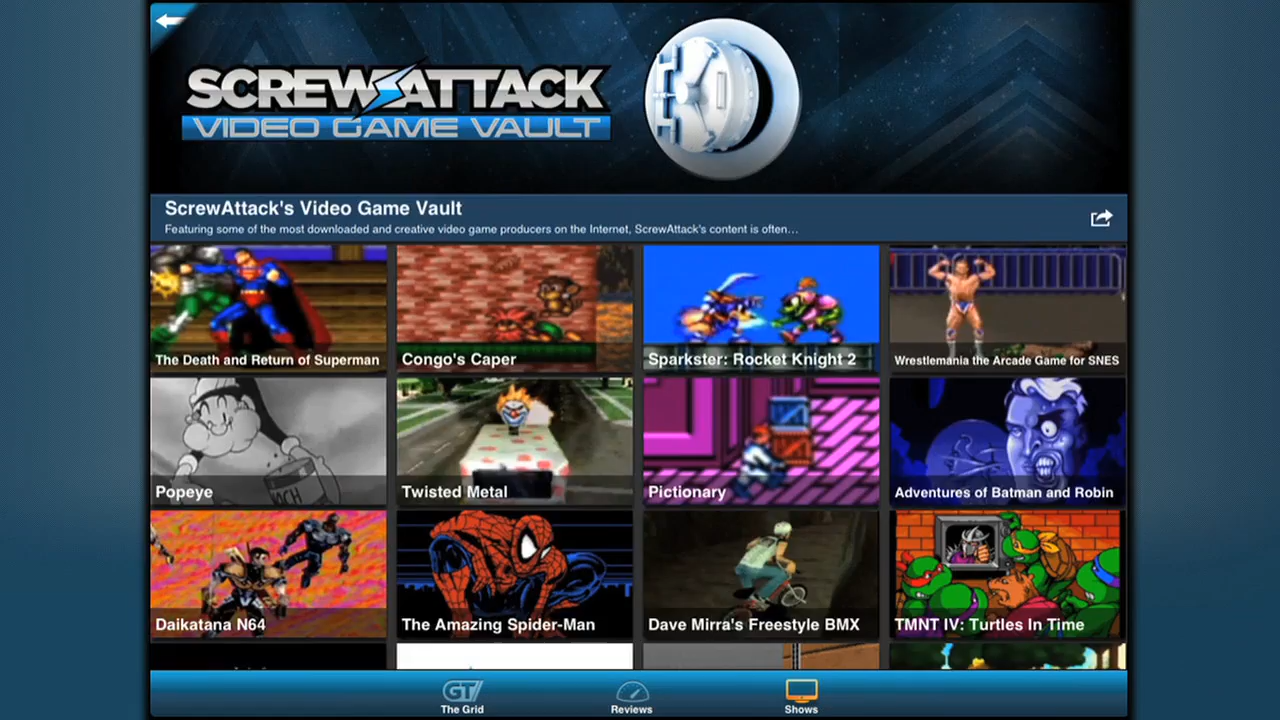 SCREWATTACK
VIDEO GAME VAULT
ScrewAttack's Video Game Vault
Featuring some of the most downloaded and creative video game producers on the Internet, ScrewAttack's content is often...
The Death and Return of Superman
Congo's Caper
Sparkster: Rocket Knight 2
Wrestlemania the Arcade Game for SNES
Popeye
Twisted Metal
Pictionary
Adventures of Batman and Robin
Daikatana N64
The Amazing Spider-Man
Dave Mirra's Freestyle BMX
TMNT IV: Turtles In Time
GT
The Grid
Reviews
Shows